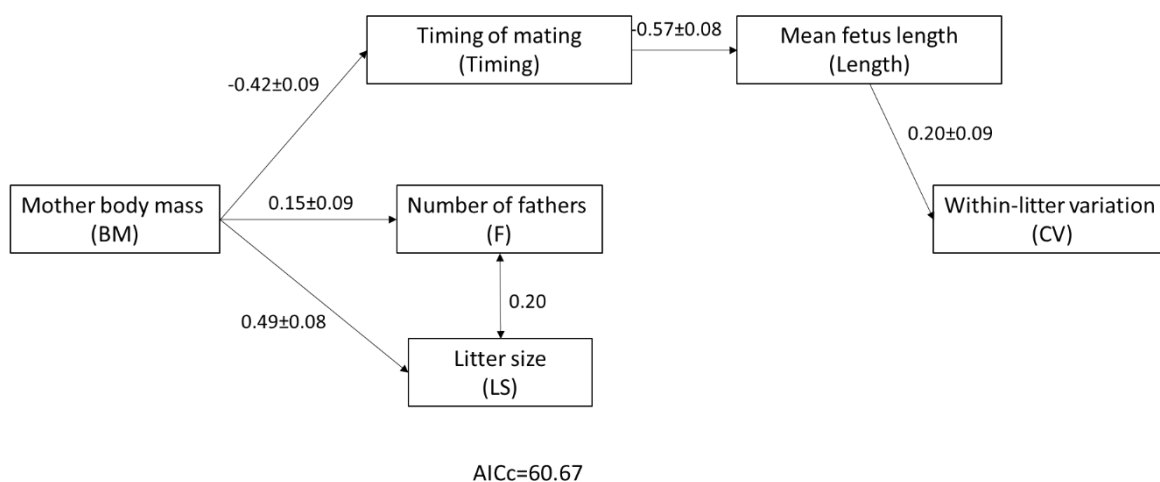 Timing of mating
(Timing)
-0.57±0.08
Mean fetus length
(Length)
-0.42±0.09
0.20±0.09
Mother body mass
(BM)
0.15±0.09
Number of fathers
(F)
Within-litter variation
(CV)
0.49±0.08
0.20
Litter size
(LS)
AICc=60.67